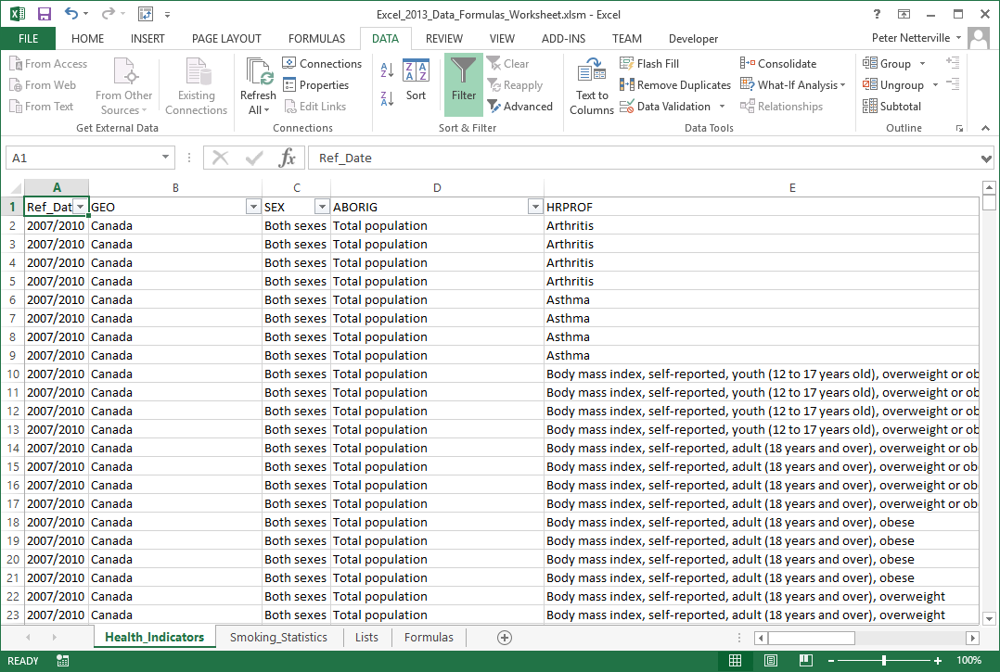 Excel_2013_Data_Formulas_Worksheet.xlsm - Excel
FILE HOME INSERT PAGE LAYOUT FORMULAS DATA REVIEW VIEW ADD-INS TEAM Developer Peter Netterville
From Access
From Web
From Text
From Other Sources
Existing Connections
Get External Data
Refresh All
Connections
Properties
Edit Links
Connections
Sort
Filter
Clear
Reapply
Advanced
Sort & Filter
Text to Columns
Flash Fill
Remove Duplicates
Data Validation
Consolidate
What-If Analysis
Relationships
Data Tools
Group
Ungroup
Subtotal
Outline
A1 fx Ref_Date
A B C D E
1 Ref_Dat GEO SEX ABORIG HRPROF
2 2007/2010 Canada Both sexes Total population Arthritis
3 2007/2010 Canada Both sexes Total population Arthritis
4 2007/2010 Canada Both sexes Total population Arthritis
5 2007/2010 Canada Both sexes Total population Arthritis
6 2007/2010 Canada Both sexes Total population Asthma
7 2007/2010 Canada Both sexes Total population Asthma
8 2007/2010 Canada Both sexes Total population Asthma
9 2007/2010 Canada Both sexes Total population Asthma
10 2007/2010 Canada Both sexes Total population Body mass index, self-reported, youth (12 to 17 years old), overweight or ob
11 2007/2010 Canada Both sexes Total population Body mass index, self-reported, youth (12 to 17 years old), overweight or ob
12 2007/2010 Canada Both sexes Total population Body mass index, self-reported, youth (12 to 17 years old), overweight or ob
13 2007/2010 Canada Both sexes Total population Body mass index, self-reported, youth (12 to 17 years old), overweight or ob
14 2007/2010 Canada Both sexes Total population Body mass index, self-reported, adult (18 years and over), overweight or obe
15 2007/2010 Canada Both sexes Total population Body mass index, self-reported, adult (18 years and over), overweight or obe
16 2007/2010 Canada Both sexes Total population Body mass index, self-reported, adult (18 years and over), overweight or obe
17 2007/2010 Canada Both sexes Total population Body mass index, self-reported, adult (18 years and over), overweight or obe
18 2007/2010 Canada Both sexes Total population Body mass index, self-reported, adult (18 years and over), obese
19 2007/2010 Canada Both sexes Total population Body mass index, self-reported, adult (18 years and over), obese
20 2007/2010 Canada Both sexes Total population Body mass index, self-reported, adult (18 years and over), obese
21 2007/2010 Canada Both sexes Total population Body mass index, self-reported, adult (18 years and over), obese
22 2007/2010 Canada Both sexes Total population Body mass index, self-reported, adult (18 years and over), overweight
23 2007/2010 Canada Both sexes Total population Body mass index, self-reported, adult (18 years and over), overweight
Health_Indicators Smoking_Statistics Lists Formulas
READY 100%